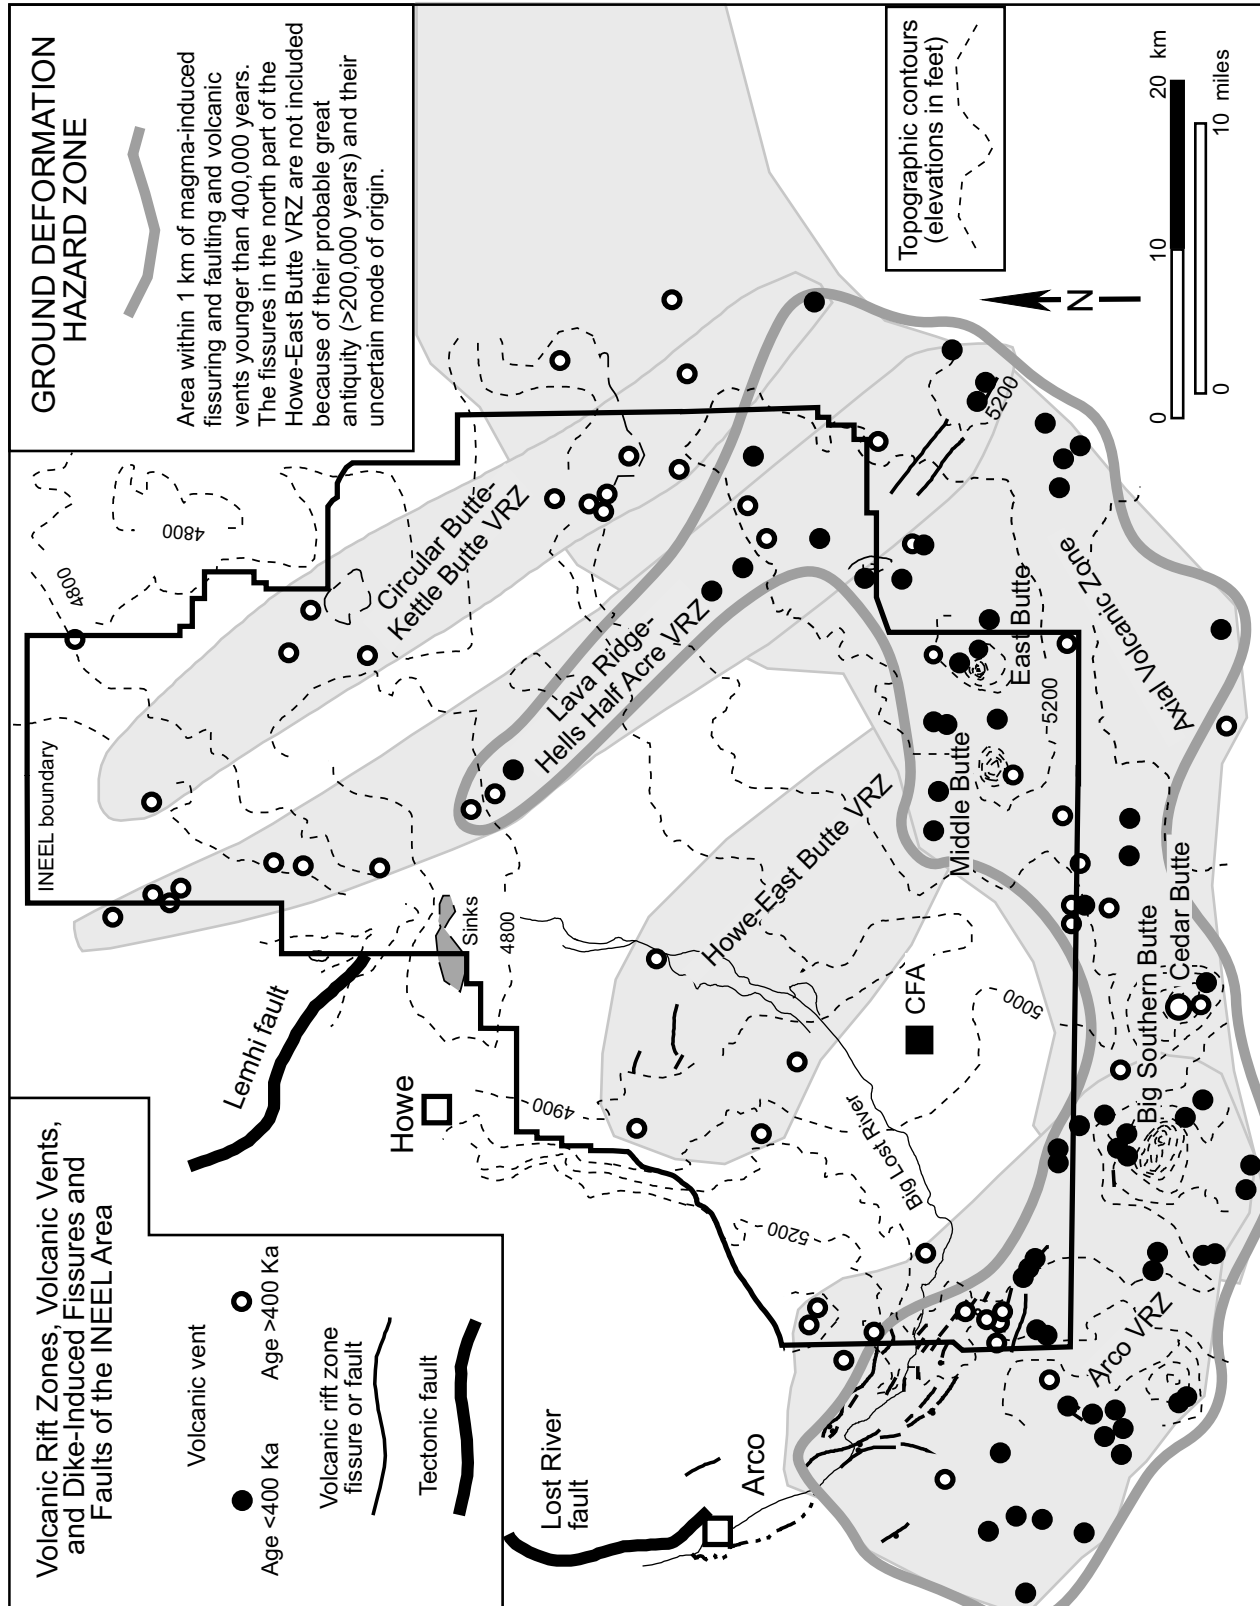 Volcanic Rift Zones, Volcanic Vents,
and Dike-Induced Fissures and
Faults of the INEEL Area
Volcanic vent
Age <400 Ka
Age >400 Ka
Volcanic rift zone
fissure or fault
Tectonic fault
GROUND DEFORMATION
HAZARD ZONE
Area within 1 km of magma-induced
fissuring and faulting and volcanic
vents younger than 400,000 years.
The fissures in the north part of the
Howe-East Butte VRZ are not included
because of their probable great
antiquity (>200,000 years) and their
uncertain mode of origin.
INEEL boundary
4800
4800
Lemhi fault
Howe
Sinks
4800
4900
Circular Butte-
Kettle Butte VRZ
Lava Ridge-
Hells Half Acre VRZ
Howe-East Butte VRZ
Lost River
fault
Arco
5200
Big Lost River
CFA
5000
Middle Butte
East Butte
5200
5200
Axial Volcanic Zone
Arco VRZ
Big Southern Butte
Cedar Butte
Topographic contours
(elevations in feet)
N
0
10
20
km
0
10
miles